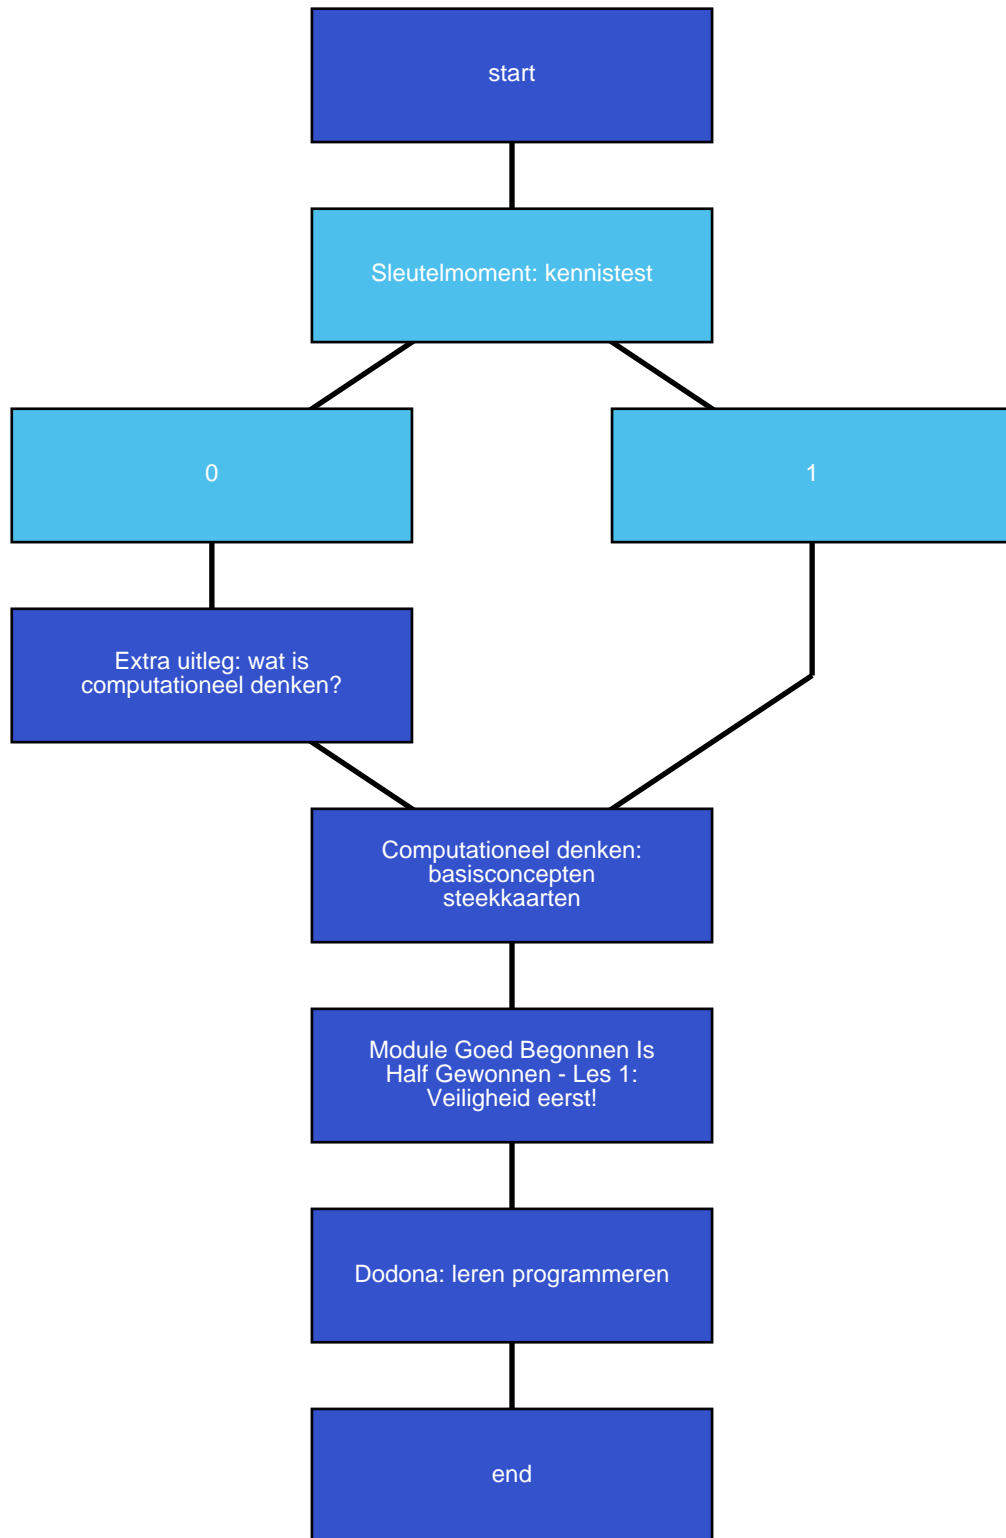 start
Sleutelmoment: kennistest
0
1
Extra uitleg: wat is
computationeel denken?
Computationeel denken:
basisconcepten
steekkaarten
Module Goed Begonnen Is
Half Gewonnen - Les 1:
Veiligheid eerst!
Dodona: leren programmeren
end